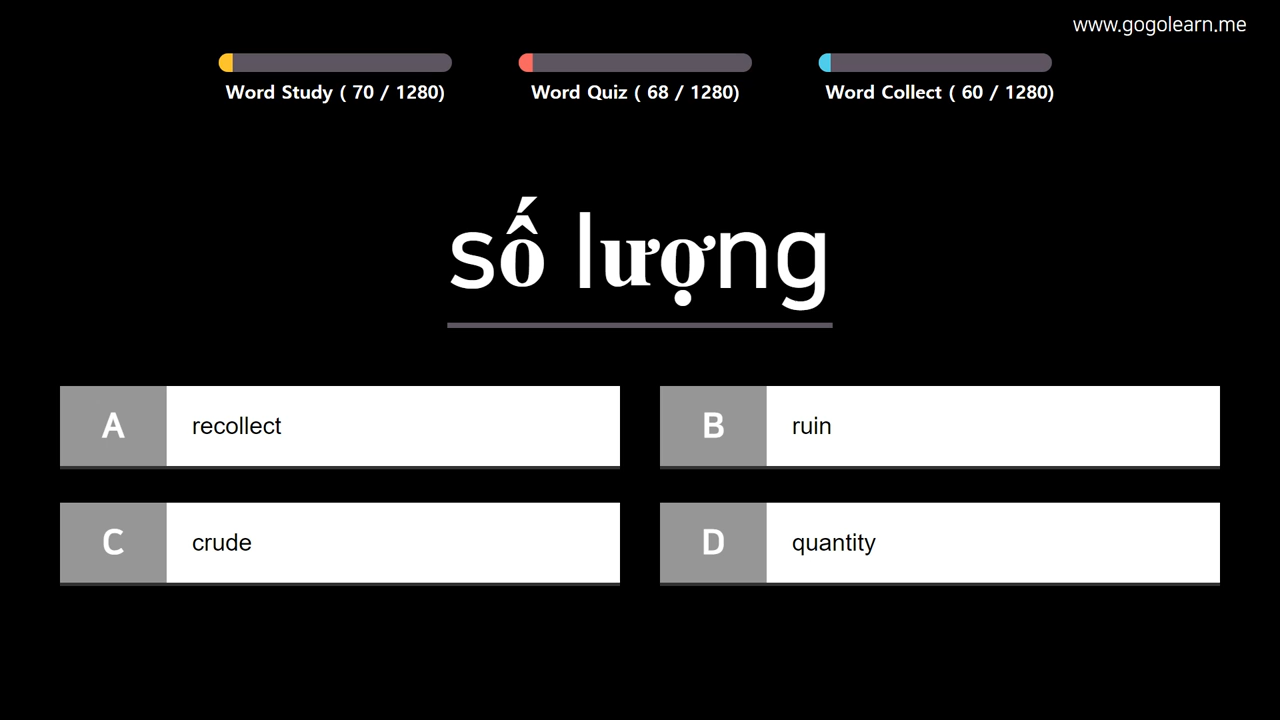 www.gogolearn.me
Word Study ( 70 / 1280)
Word Quiz ( 68 / 1280)
Word Collect ( 60 / 1280)
số lượng
A recollect
B ruin
C crude
D quantity